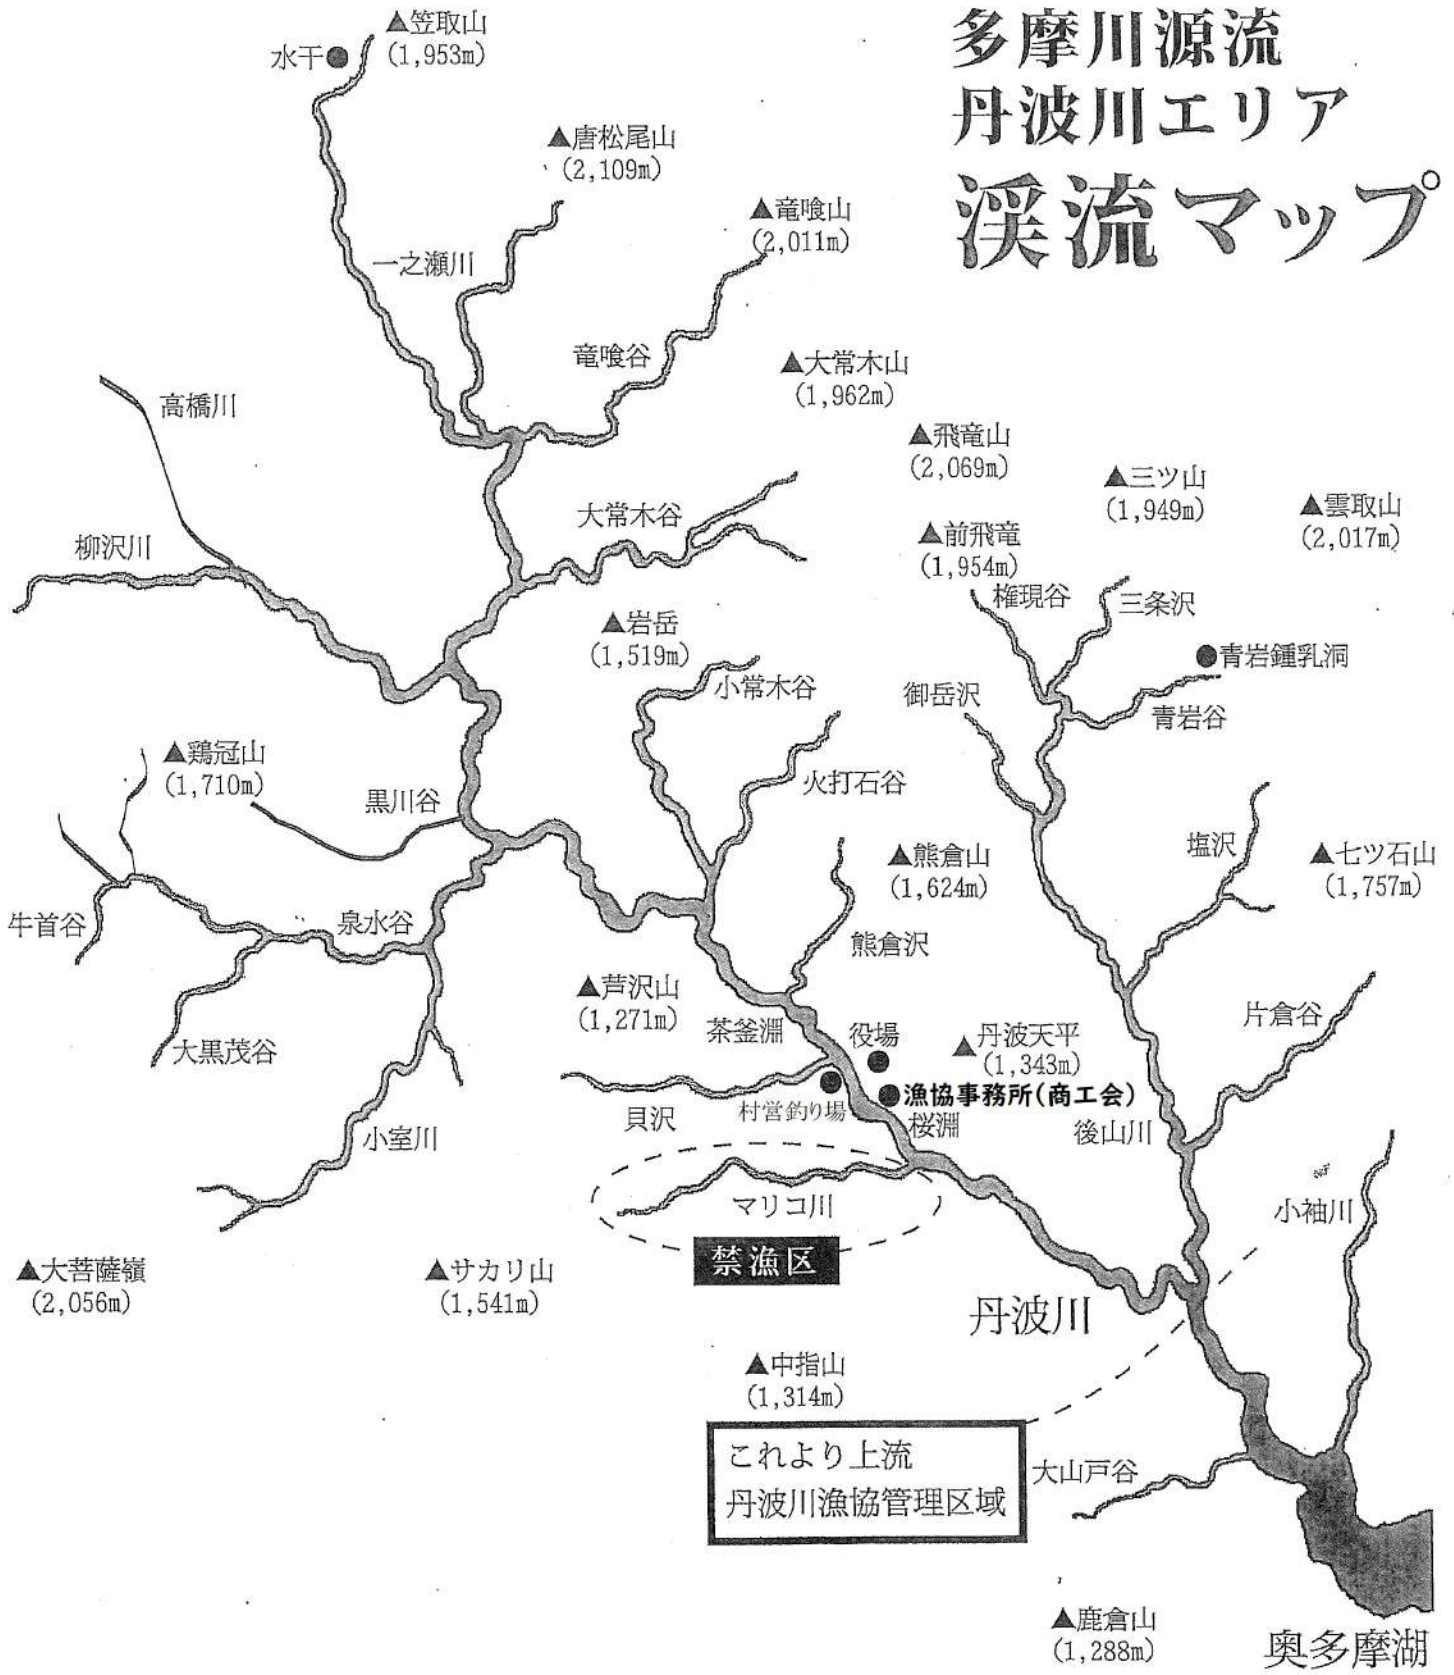 多摩川源流
丹波川エリア
渓流マップ
▲笠取山
(1,953m)
水干●
▲唐松尾山
(2,109m)
▲竜喰山
(2,011m)
一之瀬川
竜喰谷
▲大常木山
(1,962m)
高橋川
▲飛竜山
(2,069m)
▲三ツ山
(1,949m)
▲雲取山
(2,017m)
大常木谷
▲前飛竜
(1,954m)
柳沢川
権現谷
三条沢
▲岩岳
(1,519m)
●青岩鍾乳洞
小常木谷
御岳沢
青岩谷
▲鶏冠山
(1,710m)
黒川谷
火打石谷
塩沢
▲熊倉山
(1,624m)
▲七ツ石山
(1,757m)
牛首谷
泉水谷
熊倉沢
▲芦沢山
(1,271m)
茶釜淵
役場
▲丹波天平
(1,343m)
片倉谷
大黒茂谷
●漁協事務所(商工会)
村営釣り場
貝沢
桜淵
後山川
小室川
マリコ川
小袖川
禁漁区
▲大菩薩嶺
(2,056m)
▲サカリ山
(1,541m)
丹波川
▲中指山
(1,314m)
これより上流
丹波川漁協管理区域
大山戸谷
▲鹿倉山
(1,288m)
奥多摩湖